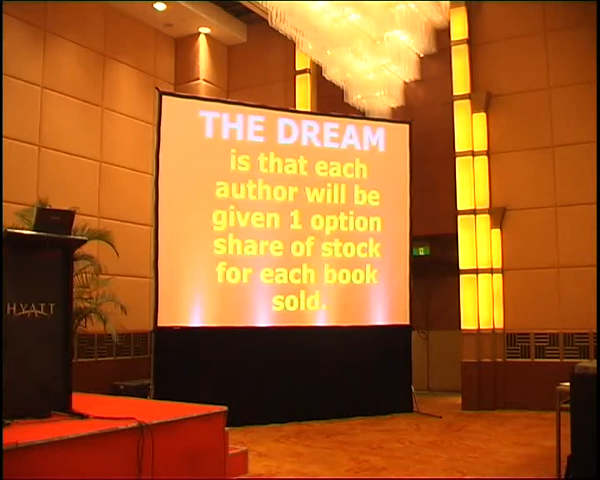 THE DREAM
is that each
author will be
given 1 option
share of stock
for each book
sold.
HYATT